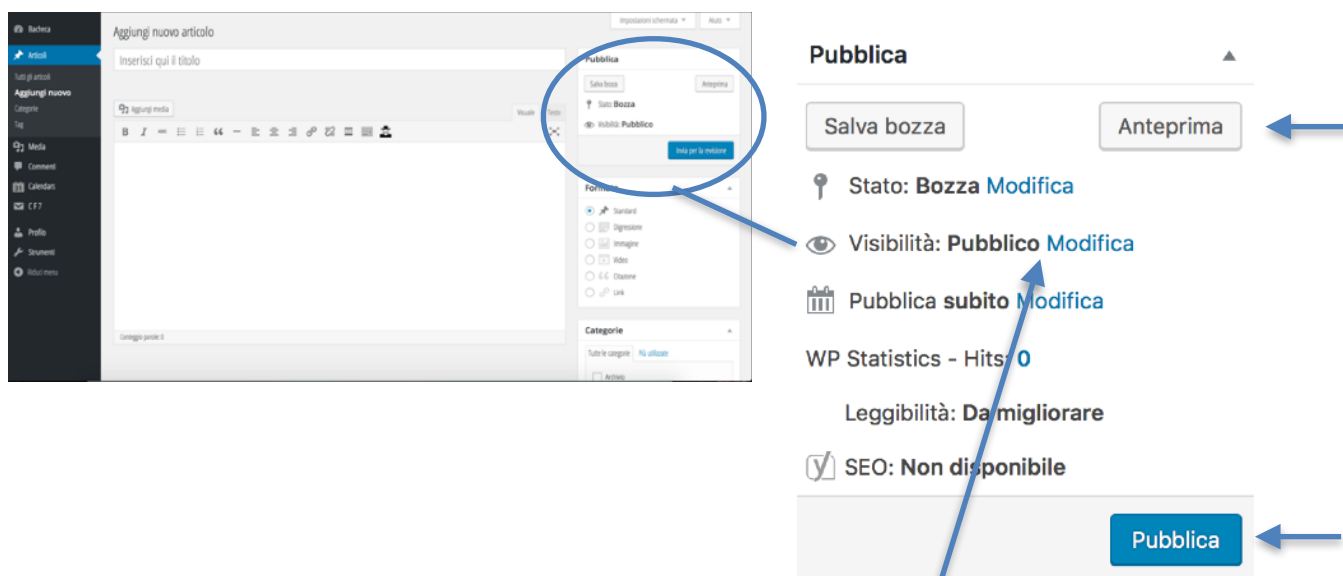 Bacheca
Articoli
Tutti gli articoli
Aggiungi nuovo
Categorie
Tag
Media
Commenti
Calendars
CF7
Profilo
Strumenti
Riduci menu
Impostazioni schermata
Aiuto
Aggiungi nuovo articolo
Inserisci qui il titolo
Aggiungi media
Visuale
Testo
B I
Conteggio parole: 0
Pubblica
Salva bozza
Anteprima
Stato: Bozza
Visibilità: Pubblico
Invia per la revisione
Formato
Standard
Digressione
Immagine
Video
Citazione
Link
Categorie
Tutte le categorie
Più utilizzate
Archivio
Pubblica
Salva bozza
Anteprima
Stato: Bozza Modifica
Visibilità: Pubblico Modifica
Pubblica subito Modifica
WP Statistics - Hits: 0
Leggibilità: Da migliorare
SEO: Non disponibile
Pubblica